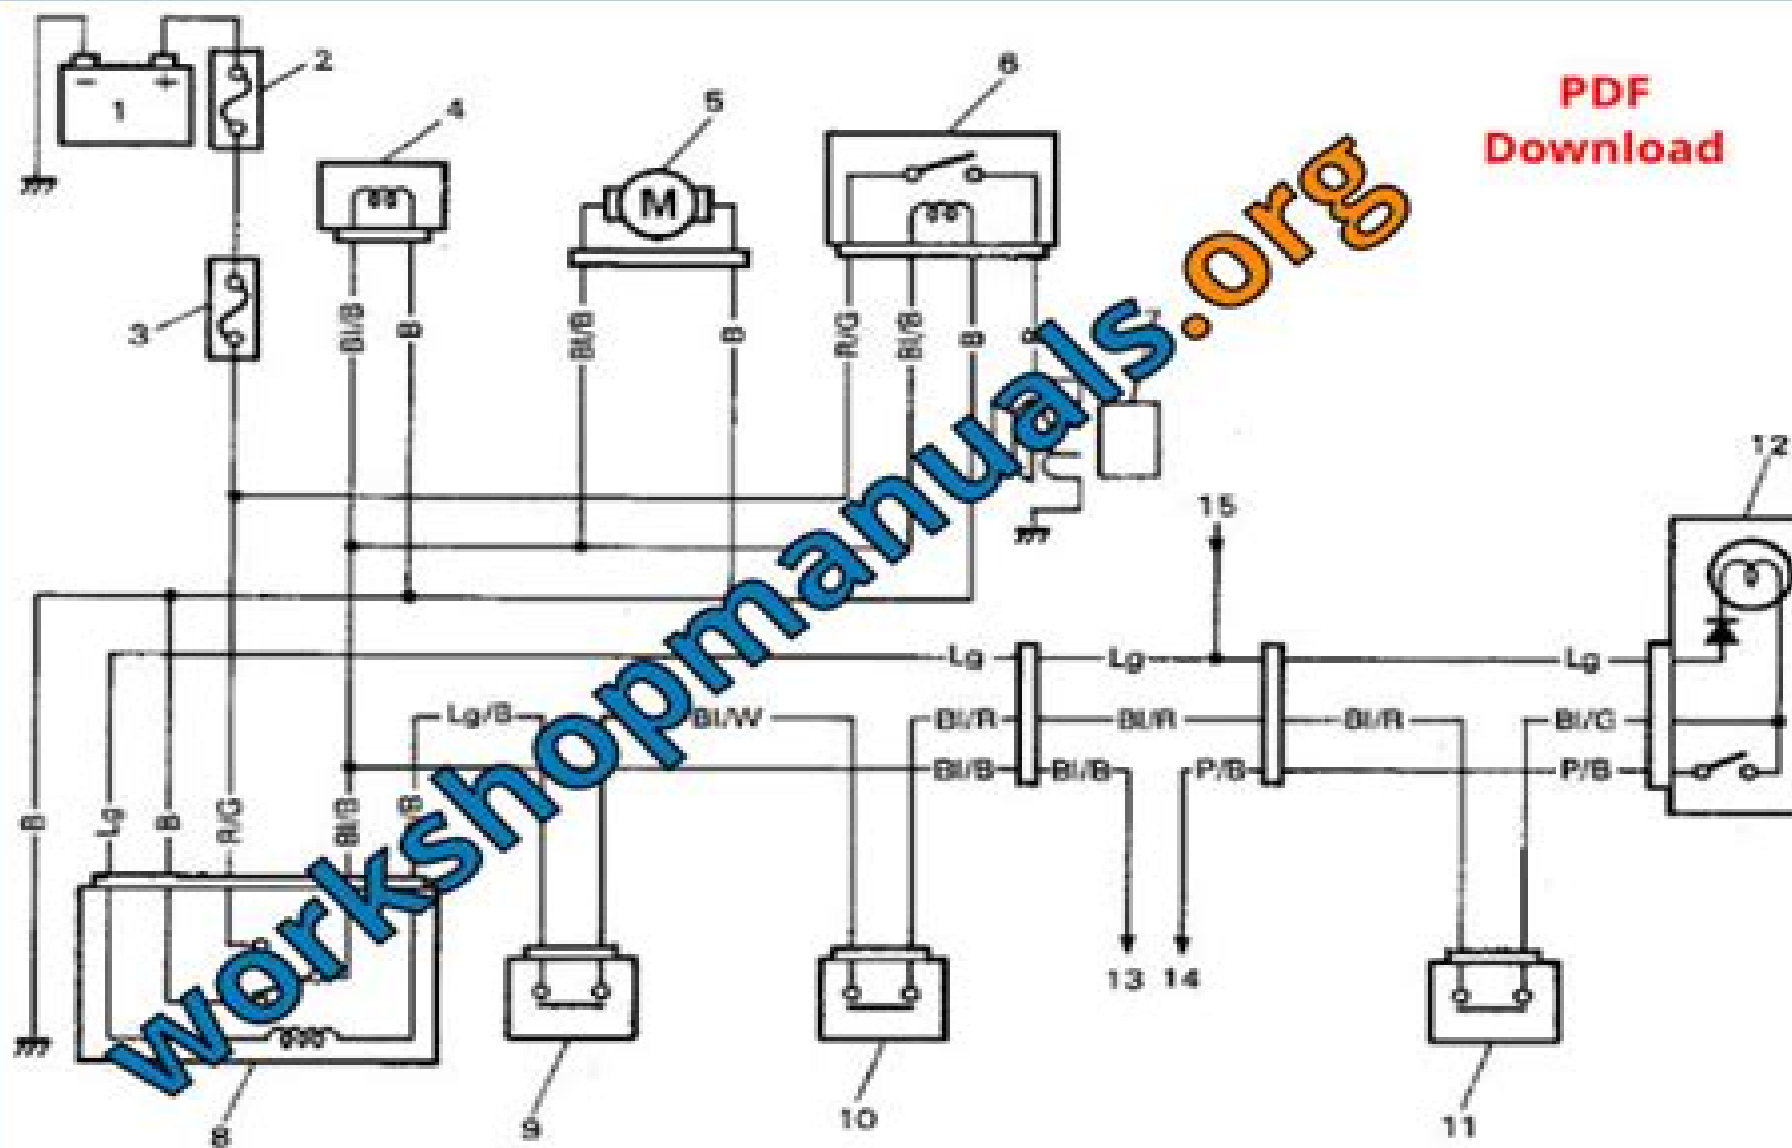 PDF
Download
workshopmanuals.org
1
2
3
4
5
6
7
8
9
10
11
12
13
14
15
M
− +
Bl/B
B
Bl/B
B
R/G
Bl/B
B
Lg
Lg
Lg
Lg/B
Bl/W
Bl/R
Bl/R
Bl/R
Bl/G
Bl/B
Bl/B
P/B
P/B
B
Lg
B
R/G
Bl/B